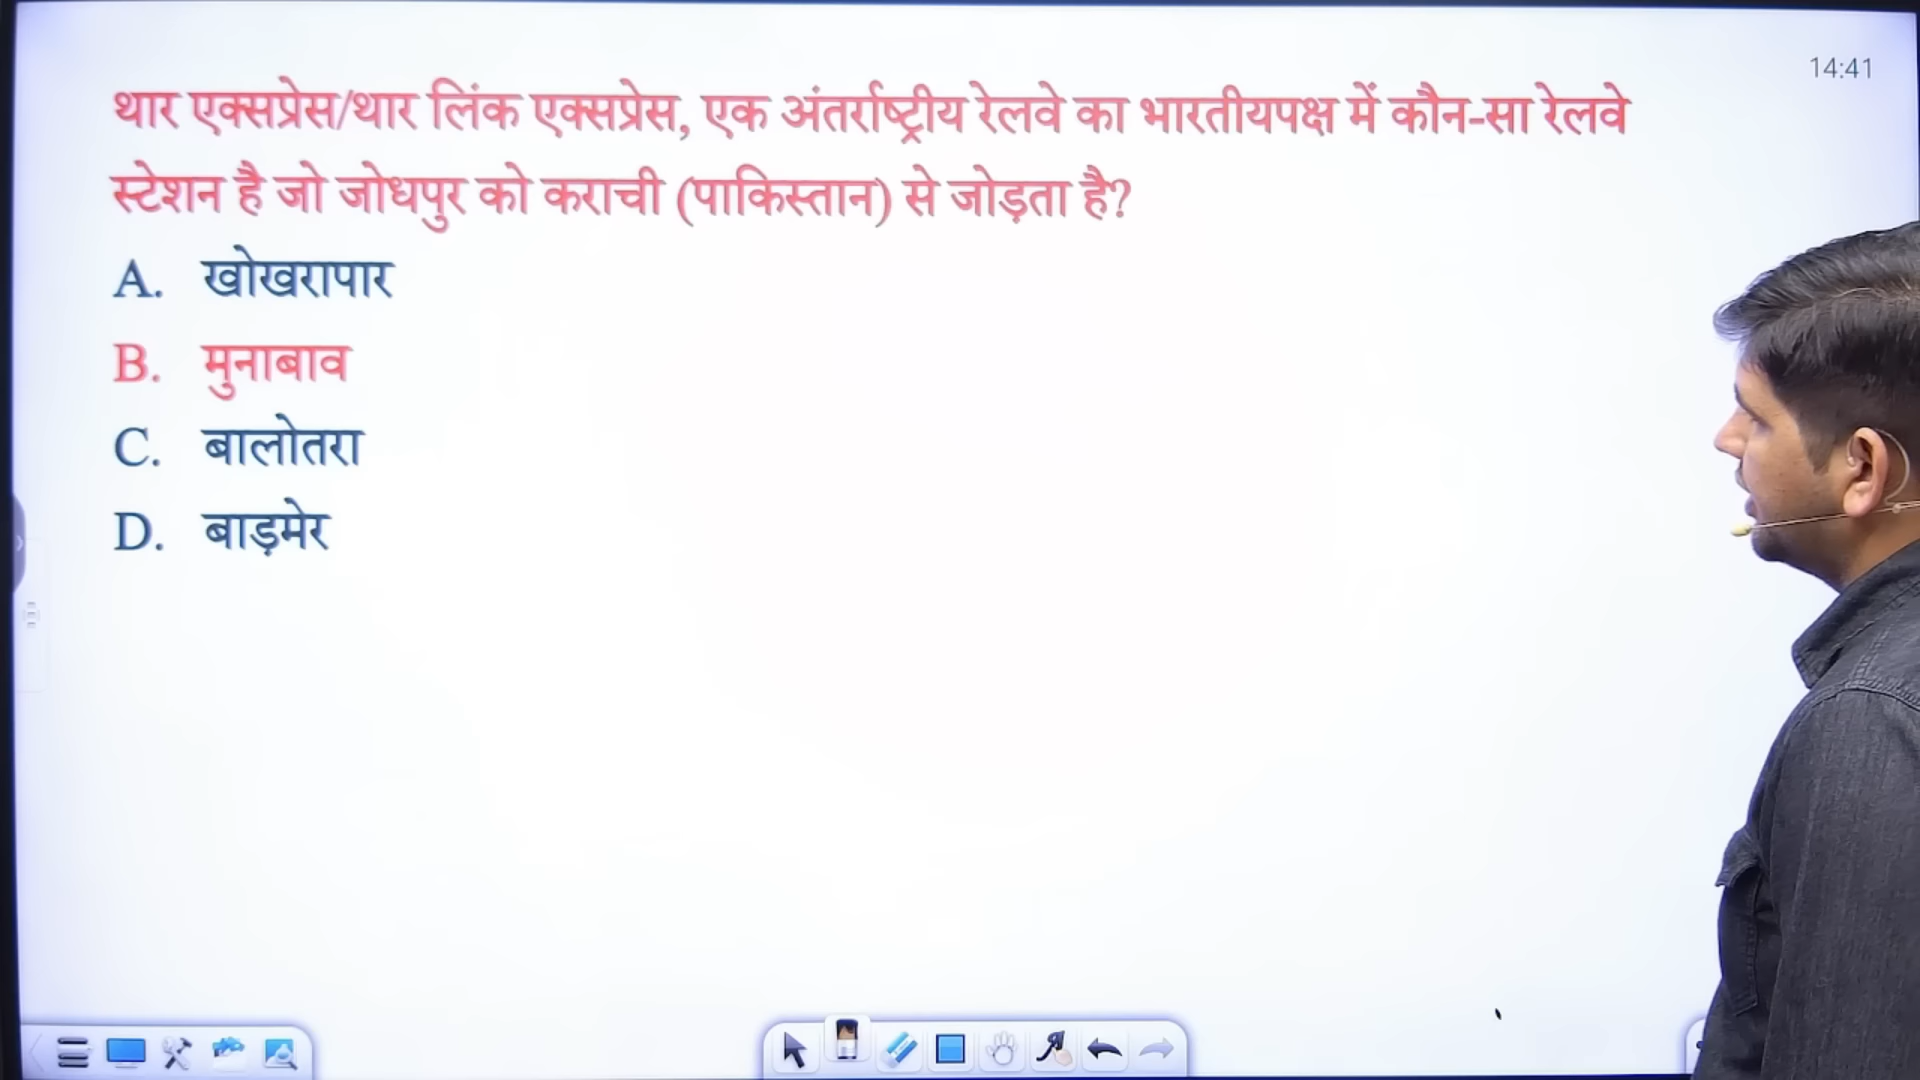 14:41
थार एक्सप्रेस/थार लिंक एक्सप्रेस, एक अंतर्राष्ट्रीय रेलवे का भारतीयपक्ष में कौन-सा रेलवे
स्टेशन है जो जोधपुर को कराची (पाकिस्तान) से जोड़ता है?
A. खोखरापार
B. मुनाबाव
C. बालोतरा
D. बाड़मेर